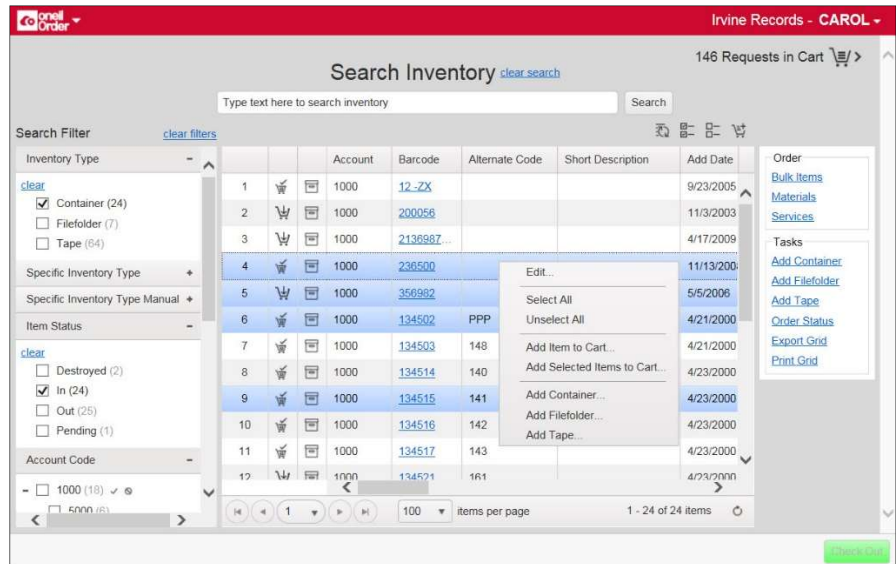 oneil Order
Irvine Records - CAROL
146 Requests in Cart
Search Inventory clear search
Type text here to search inventory Search
Search Filter clear filters
Inventory Type -
clear
Container (24)
Filefolder (7)
Tape (64)
Specific Inventory Type +
Specific Inventory Type Manual +
Item Status -
clear
Destroyed (2)
In (24)
Out (25)
Pending (1)
Account Code -
- 1000 (18)
5000 (6)
Account Barcode Alternate Code Short Description Add Date
1 1000 12 -ZX 9/23/2005
2 1000 200056 11/3/2003
3 1000 2136987... 4/17/2009
4 1000 236500 11/13/200
5 1000 356982 5/5/2006
6 1000 134502 PPP 4/21/2000
7 1000 134503 148 4/21/2000
8 1000 134514 140 4/23/2000
9 1000 134515 141 4/23/2000
10 1000 134516 142 4/23/2000
11 1000 134517 143 4/23/2000
12 1000 134521 161 4/23/2000
Edit...
Select All
Unselect All
Add Item to Cart...
Add Selected Items to Cart...
Add Container...
Add Filefolder...
Add Tape...
1 100 items per page 1 - 24 of 24 items
Order
Bulk Items
Materials
Services
Tasks
Add Container
Add Filefolder
Add Tape
Order Status
Export Grid
Print Grid
Check Out